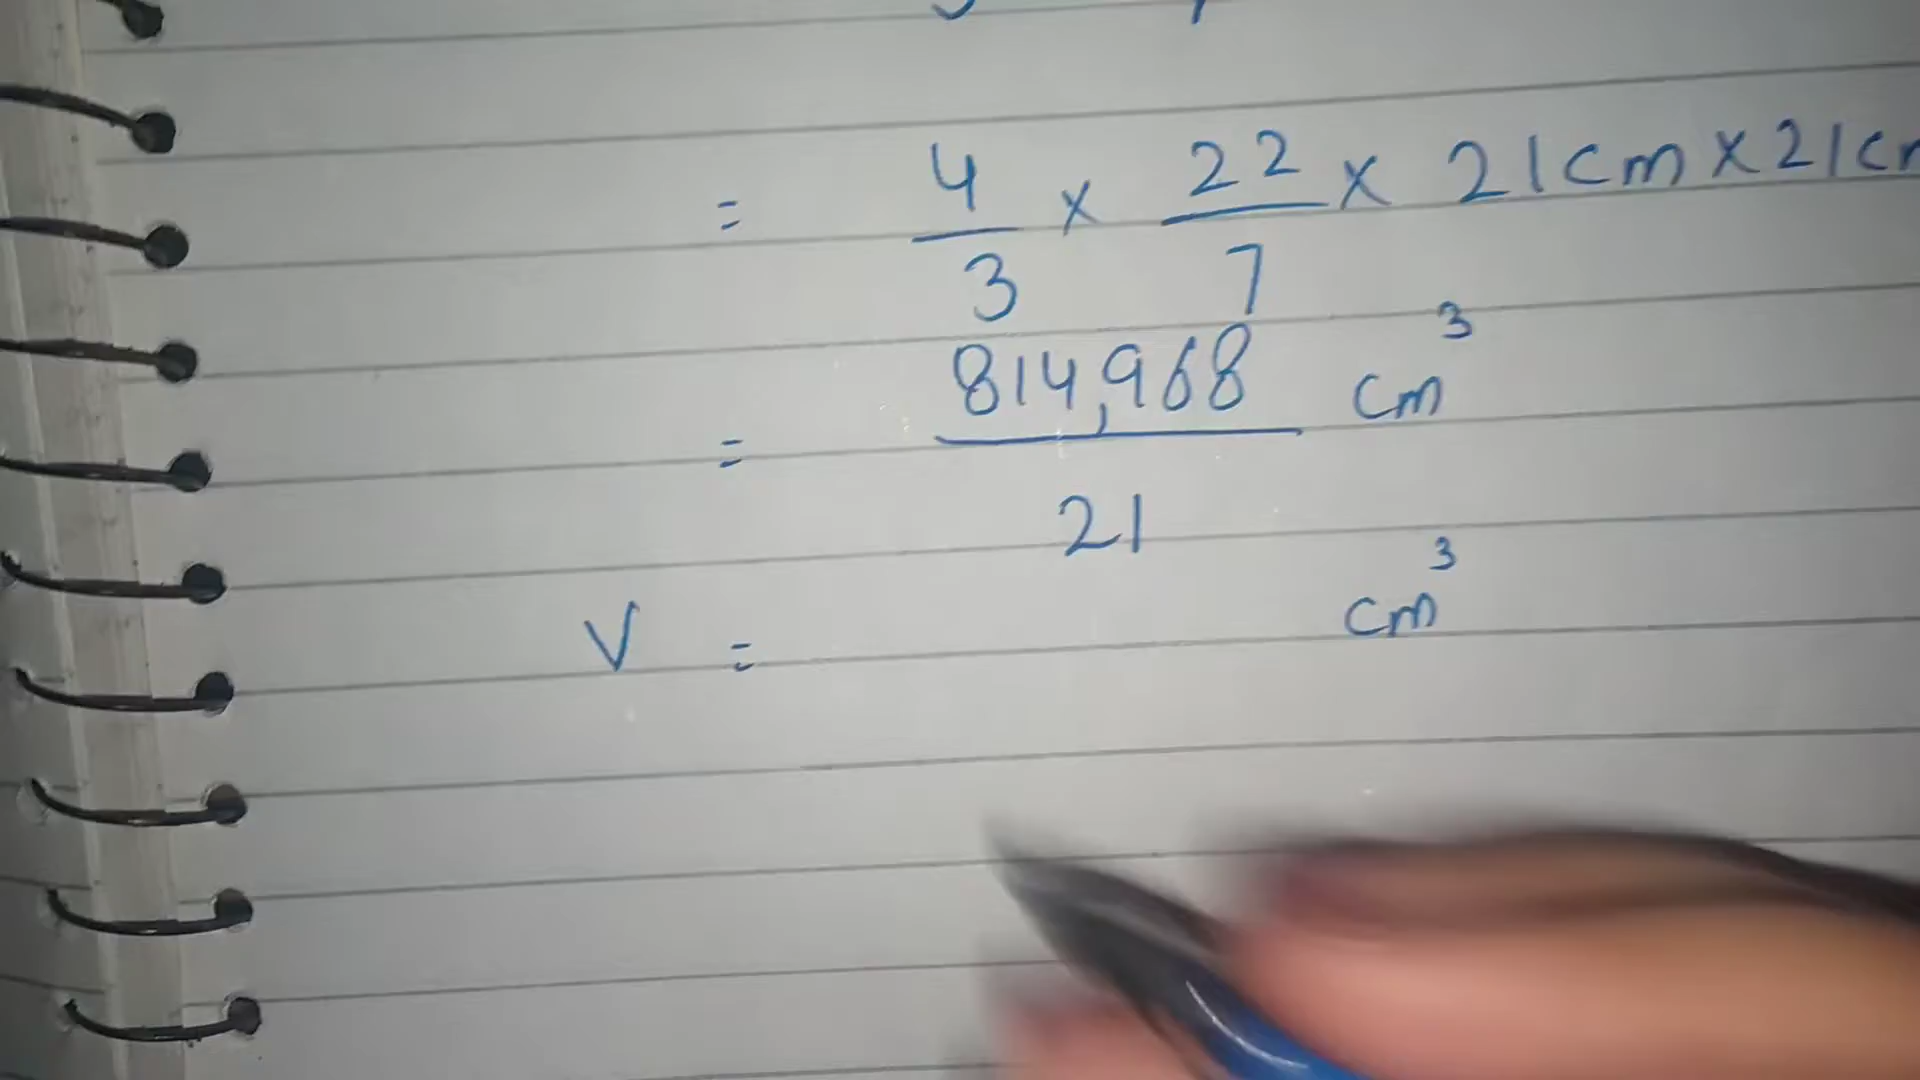 = 4/3 × 22/7 × 21cm × 21c
= 814,968/21 cm³
V = cm³